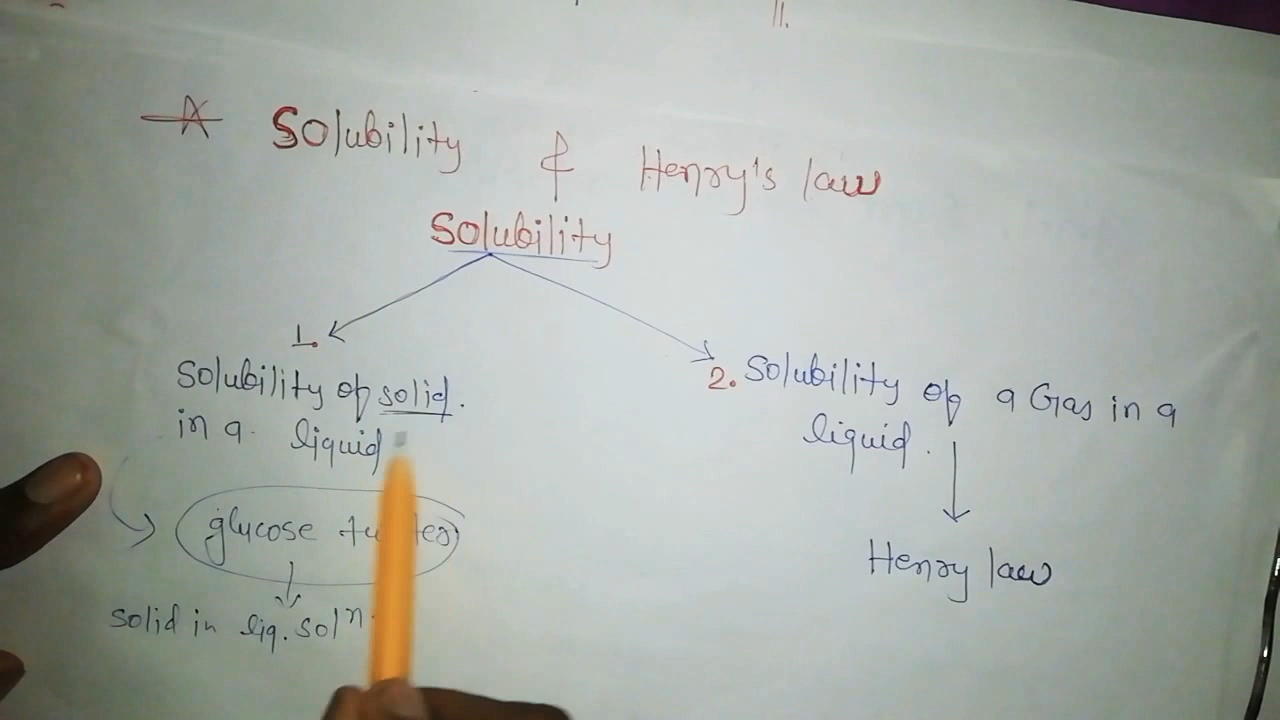 Solubility & Henry's law
Solubility
1.
Solubility of solid.
in a. liquid
glucose
solid in liq. solⁿ.
2. Solubility of a Gas in a
liquid.
Henry law